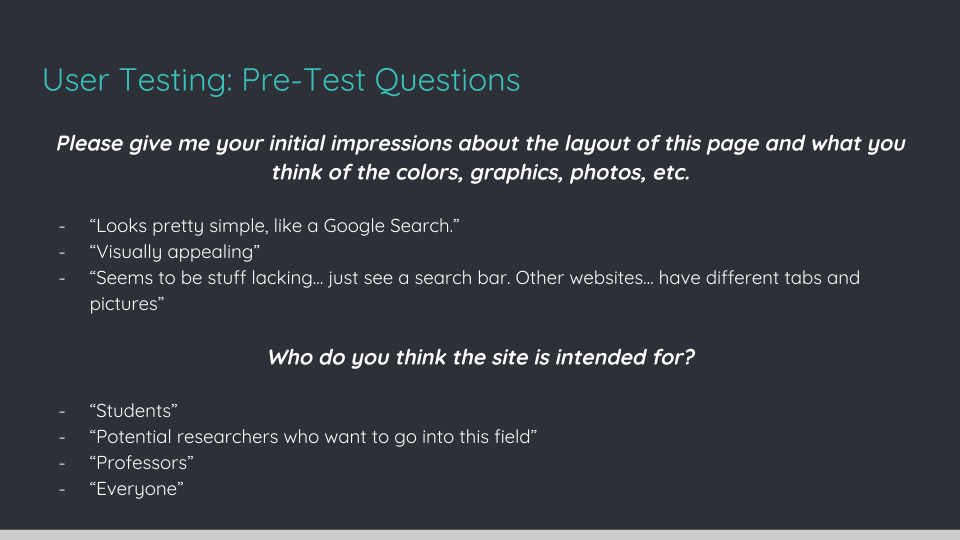 User Testing: Pre-Test Questions
Please give me your initial impressions about the layout of this page and what you
think of the colors, graphics, photos, etc.
- “Looks pretty simple, like a Google Search.”
- “Visually appealing”
- “Seems to be stuff lacking... just see a search bar. Other websites... have different tabs and
pictures”
Who do you think the site is intended for?
- “Students”
- “Potential researchers who want to go into this field”
- “Professors”
- “Everyone”